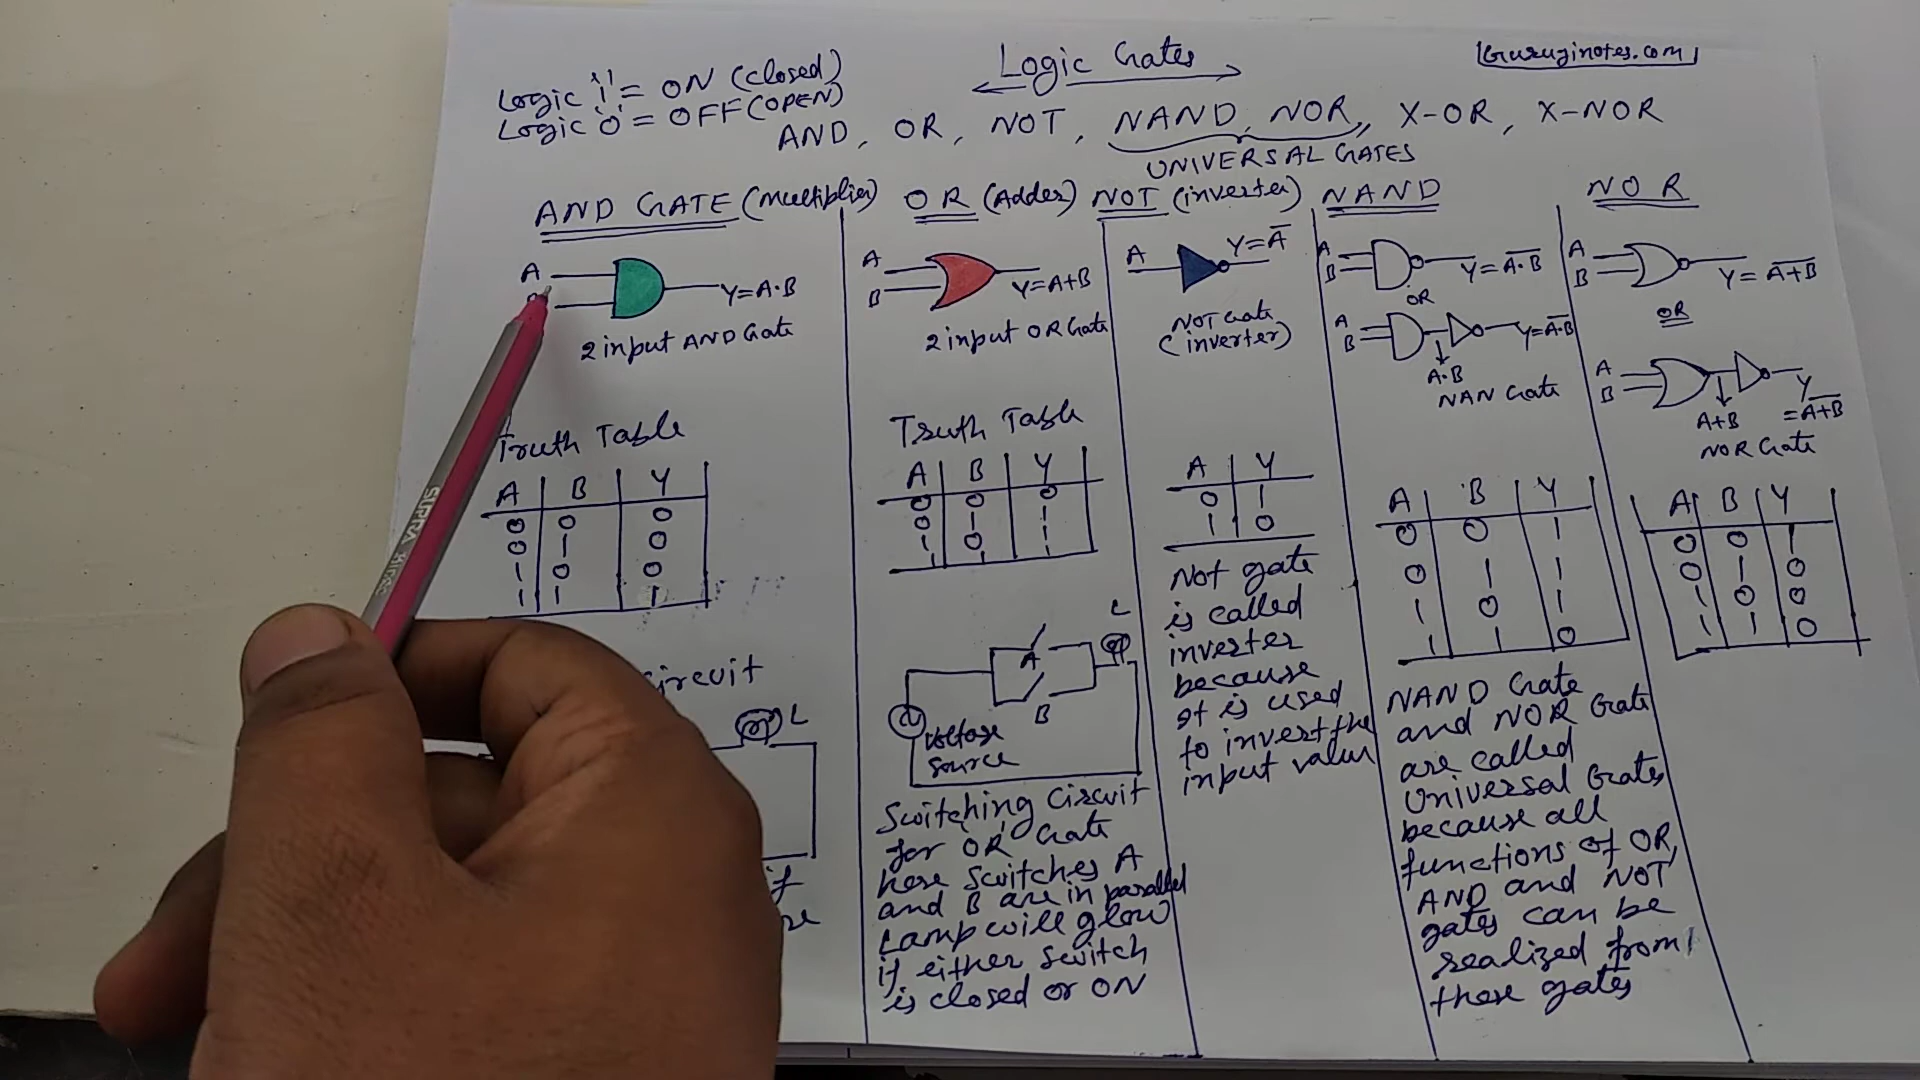 Logic '1' = ON (closed)
Logic '0' = OFF (OPEN)
Logic Gates
Guruginotes.com
AND, OR, NOT, NAND, NOR, X-OR, X-NOR
UNIVERSAL GATES
AND GATE (Multiplier)
A
Y=A·B
2 input AND Gate
Truth Table
A B Y
0 0 0
0 1 0
1 0 0
1 1 1
circuit
L
if
OR (Adder)
A
B
Y=A+B
2 input OR Gate
Truth Table
A B Y
0 0 0
0 1 1
1 0 1
1 1
L
A
B
Voltage
source
Switching circuit
for OR Gate
here switches A
and B are in parallel
Lamp will glow
if either switch
is closed or ON
NOT (inverter)
A
Y=A̅
NOT Gate
(inverter)
A Y
0 1
1 0
Not gate
is called
inverter
because
It is used
to invert the
input value
NAND
A
B
Y=A̅·̅B̅
OR
A
B
Y=A̅·̅B̅
A·B
NAN Gate
A B Y
0 0 1
0 1 1
1 0 1
1 1 0
NAND Gate
and NOR Gate
are called
Universal Gates
because all
functions of OR,
AND and NOT
gates can be
realized from
these gates
NOR
A
B
Y=A̅+̅B̅
OR
A
B
Y
=A̅+̅B̅
A+B
NOR Gate
A B Y
0 0 1
0 1 0
1 0 0
1 1 0
SUPRA X